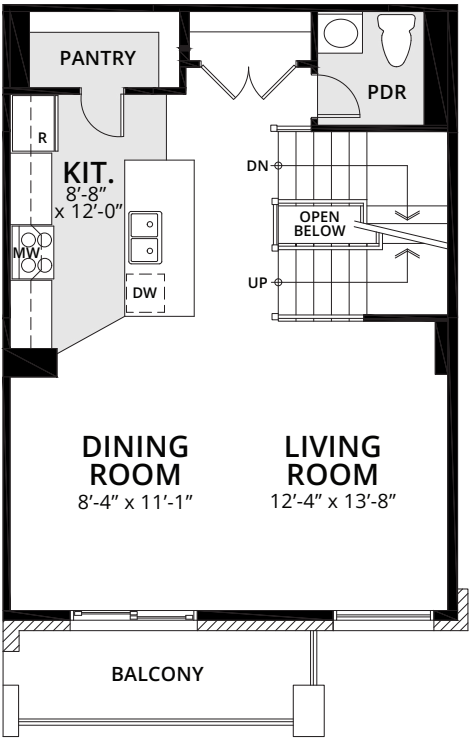 PANTRY
PDR
R
KIT.
8’-8”
x 12’-0”
DN
OPEN
BELOW
MW
DW
UP
DINING
ROOM
8’-4” x 11’-1”
LIVING
ROOM
12’-4” x 13’-8”
BALCONY